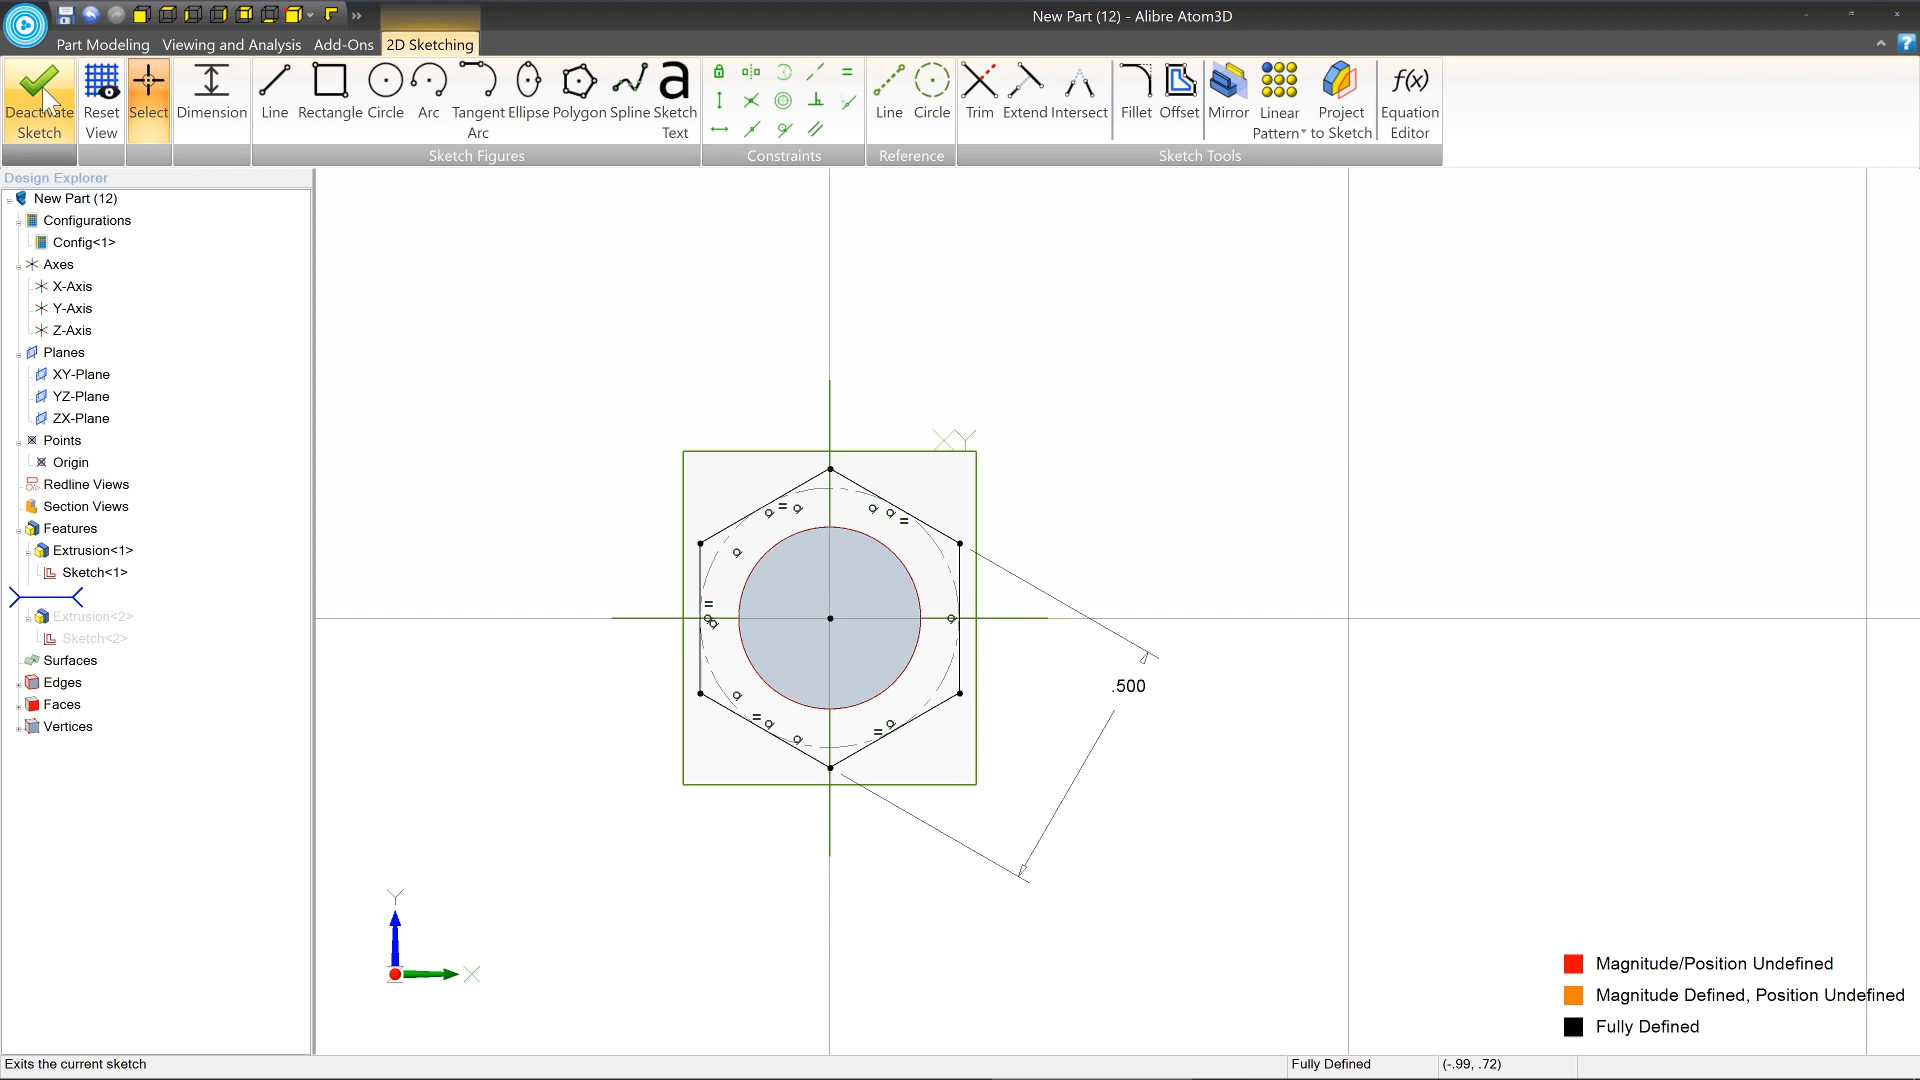 New Part (12) - Alibre Atom3D
Part Modeling
Viewing and Analysis
Add-Ons
2D Sketching
Deactivate
Sketch
Reset
View
Select
Dimension
Line
Rectangle
Circle
Arc
Tangent
Arc
Ellipse
Polygon
Spline
Sketch
Text
Line
Circle
Trim
Extend
Intersect
Fillet
Offset
Mirror
Linear
Pattern
Project
to Sketch
f(x)
Equation
Editor
Sketch Figures
Constraints
Reference
Sketch Tools
Design Explorer
New Part (12)
Configurations
Config<1>
Axes
X-Axis
Y-Axis
Z-Axis
Planes
XY-Plane
YZ-Plane
ZX-Plane
Points
Origin
Redline Views
Section Views
Features
Extrusion<1>
Sketch<1>
Extrusion<2>
Sketch<2>
Surfaces
Edges
Faces
Vertices
XY
.500
Y
X
Magnitude/Position Undefined
Magnitude Defined, Position Undefined
Fully Defined
Exits the current sketch
Fully Defined
(-.99, .72)